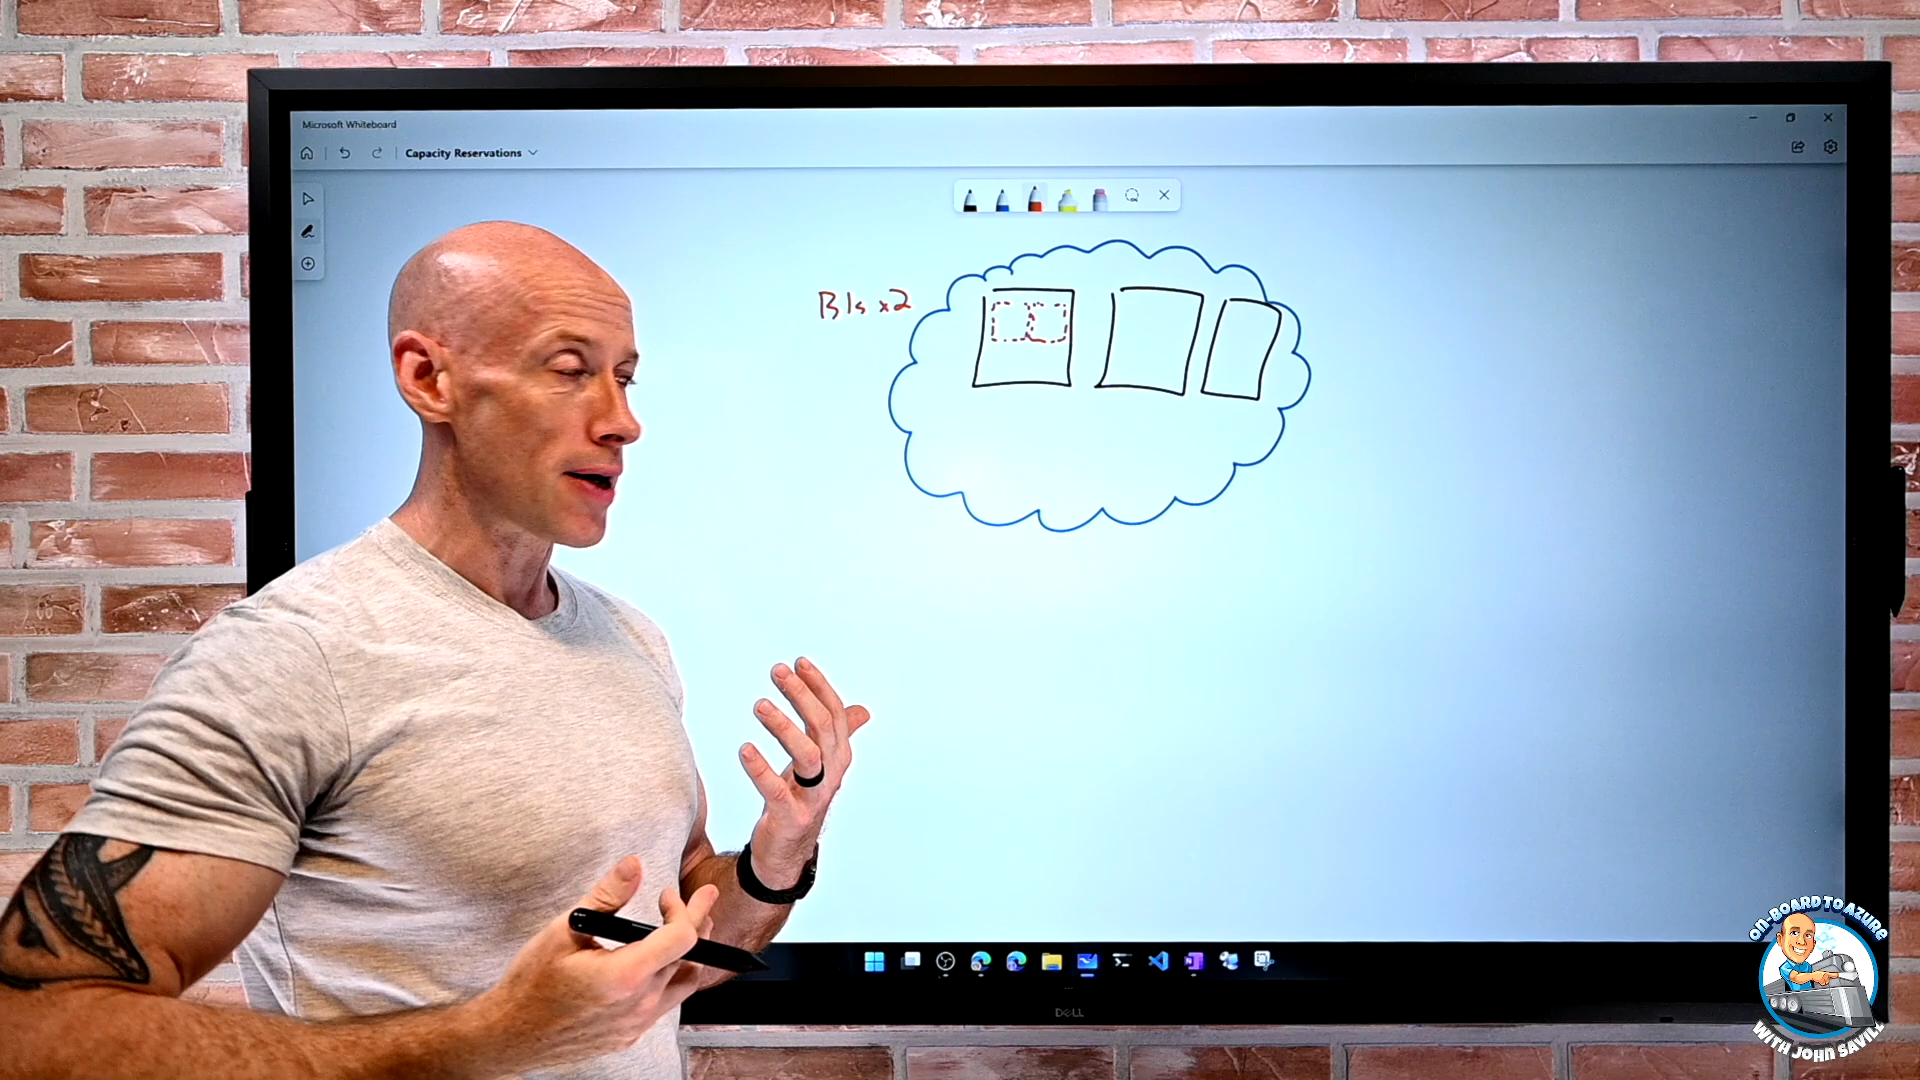 Microsoft Whiteboard
Capacity Reservations
B1s x2
DELL
ON-BOARD TO AZURE
WITH JOHN SAVILL